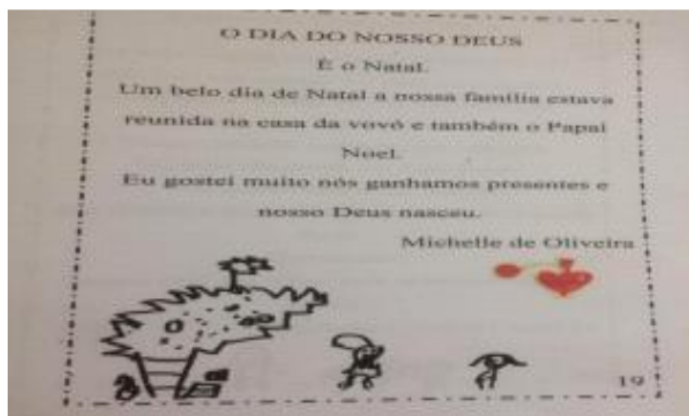 O DIA DO NOSSO DEUS
É o Natal.
Um belo dia de Natal a nossa família estava
reunida na casa da vovó e também o Papai
Noel.
Eu gostei muito nós ganhamos presentes e
nosso Deus nasceu.
Michelle de Oliveira
19